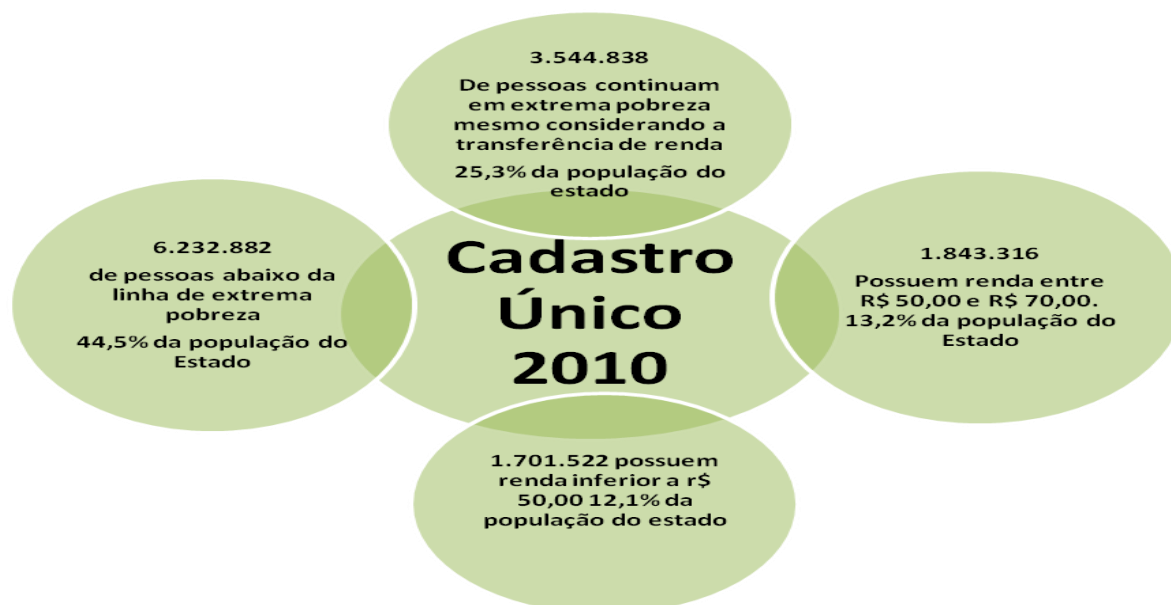 3.544.838
De pessoas continuam
em extrema pobreza
mesmo considerando a
transferência de renda
25,3% da população do
estado
6.232.882
de pessoas abaixo da
linha de extrema
pobreza
44,5% da população do
Estado
Cadastro
Único
2010
1.843.316
Possuem renda entre
R$ 50,00 e R$ 70,00.
13,2% da população do
Estado
1.701.522 possuem
renda inferior a r$
50,00 12,1% da
população do estado